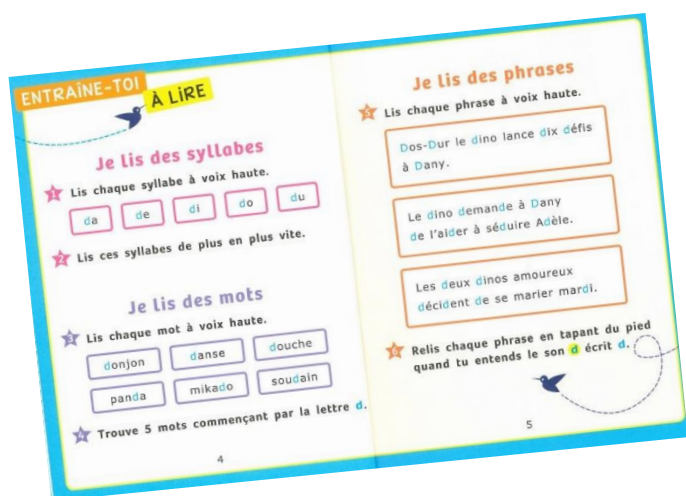 ENTRAÎNE-TOI
À LIRE
Je lis des syllabes
1 Lis chaque syllabe à voix haute.
da de di do du
2 Lis ces syllabes de plus en plus vite.
Je lis des mots
3 Lis chaque mot à voix haute.
donjon danse douche
panda mikado soudain
4 Trouve 5 mots commençant par la lettre d.
4
Je lis des phrases
5 Lis chaque phrase à voix haute.
Dos-Dur le dino lance dix défis
à Dany.
Le dino demande à Dany
de l'aider à séduire Adèle.
Les deux dinos amoureux
décident de se marier mardi.
6 Relis chaque phrase en tapant du pied
quand tu entends le son d écrit d.
5